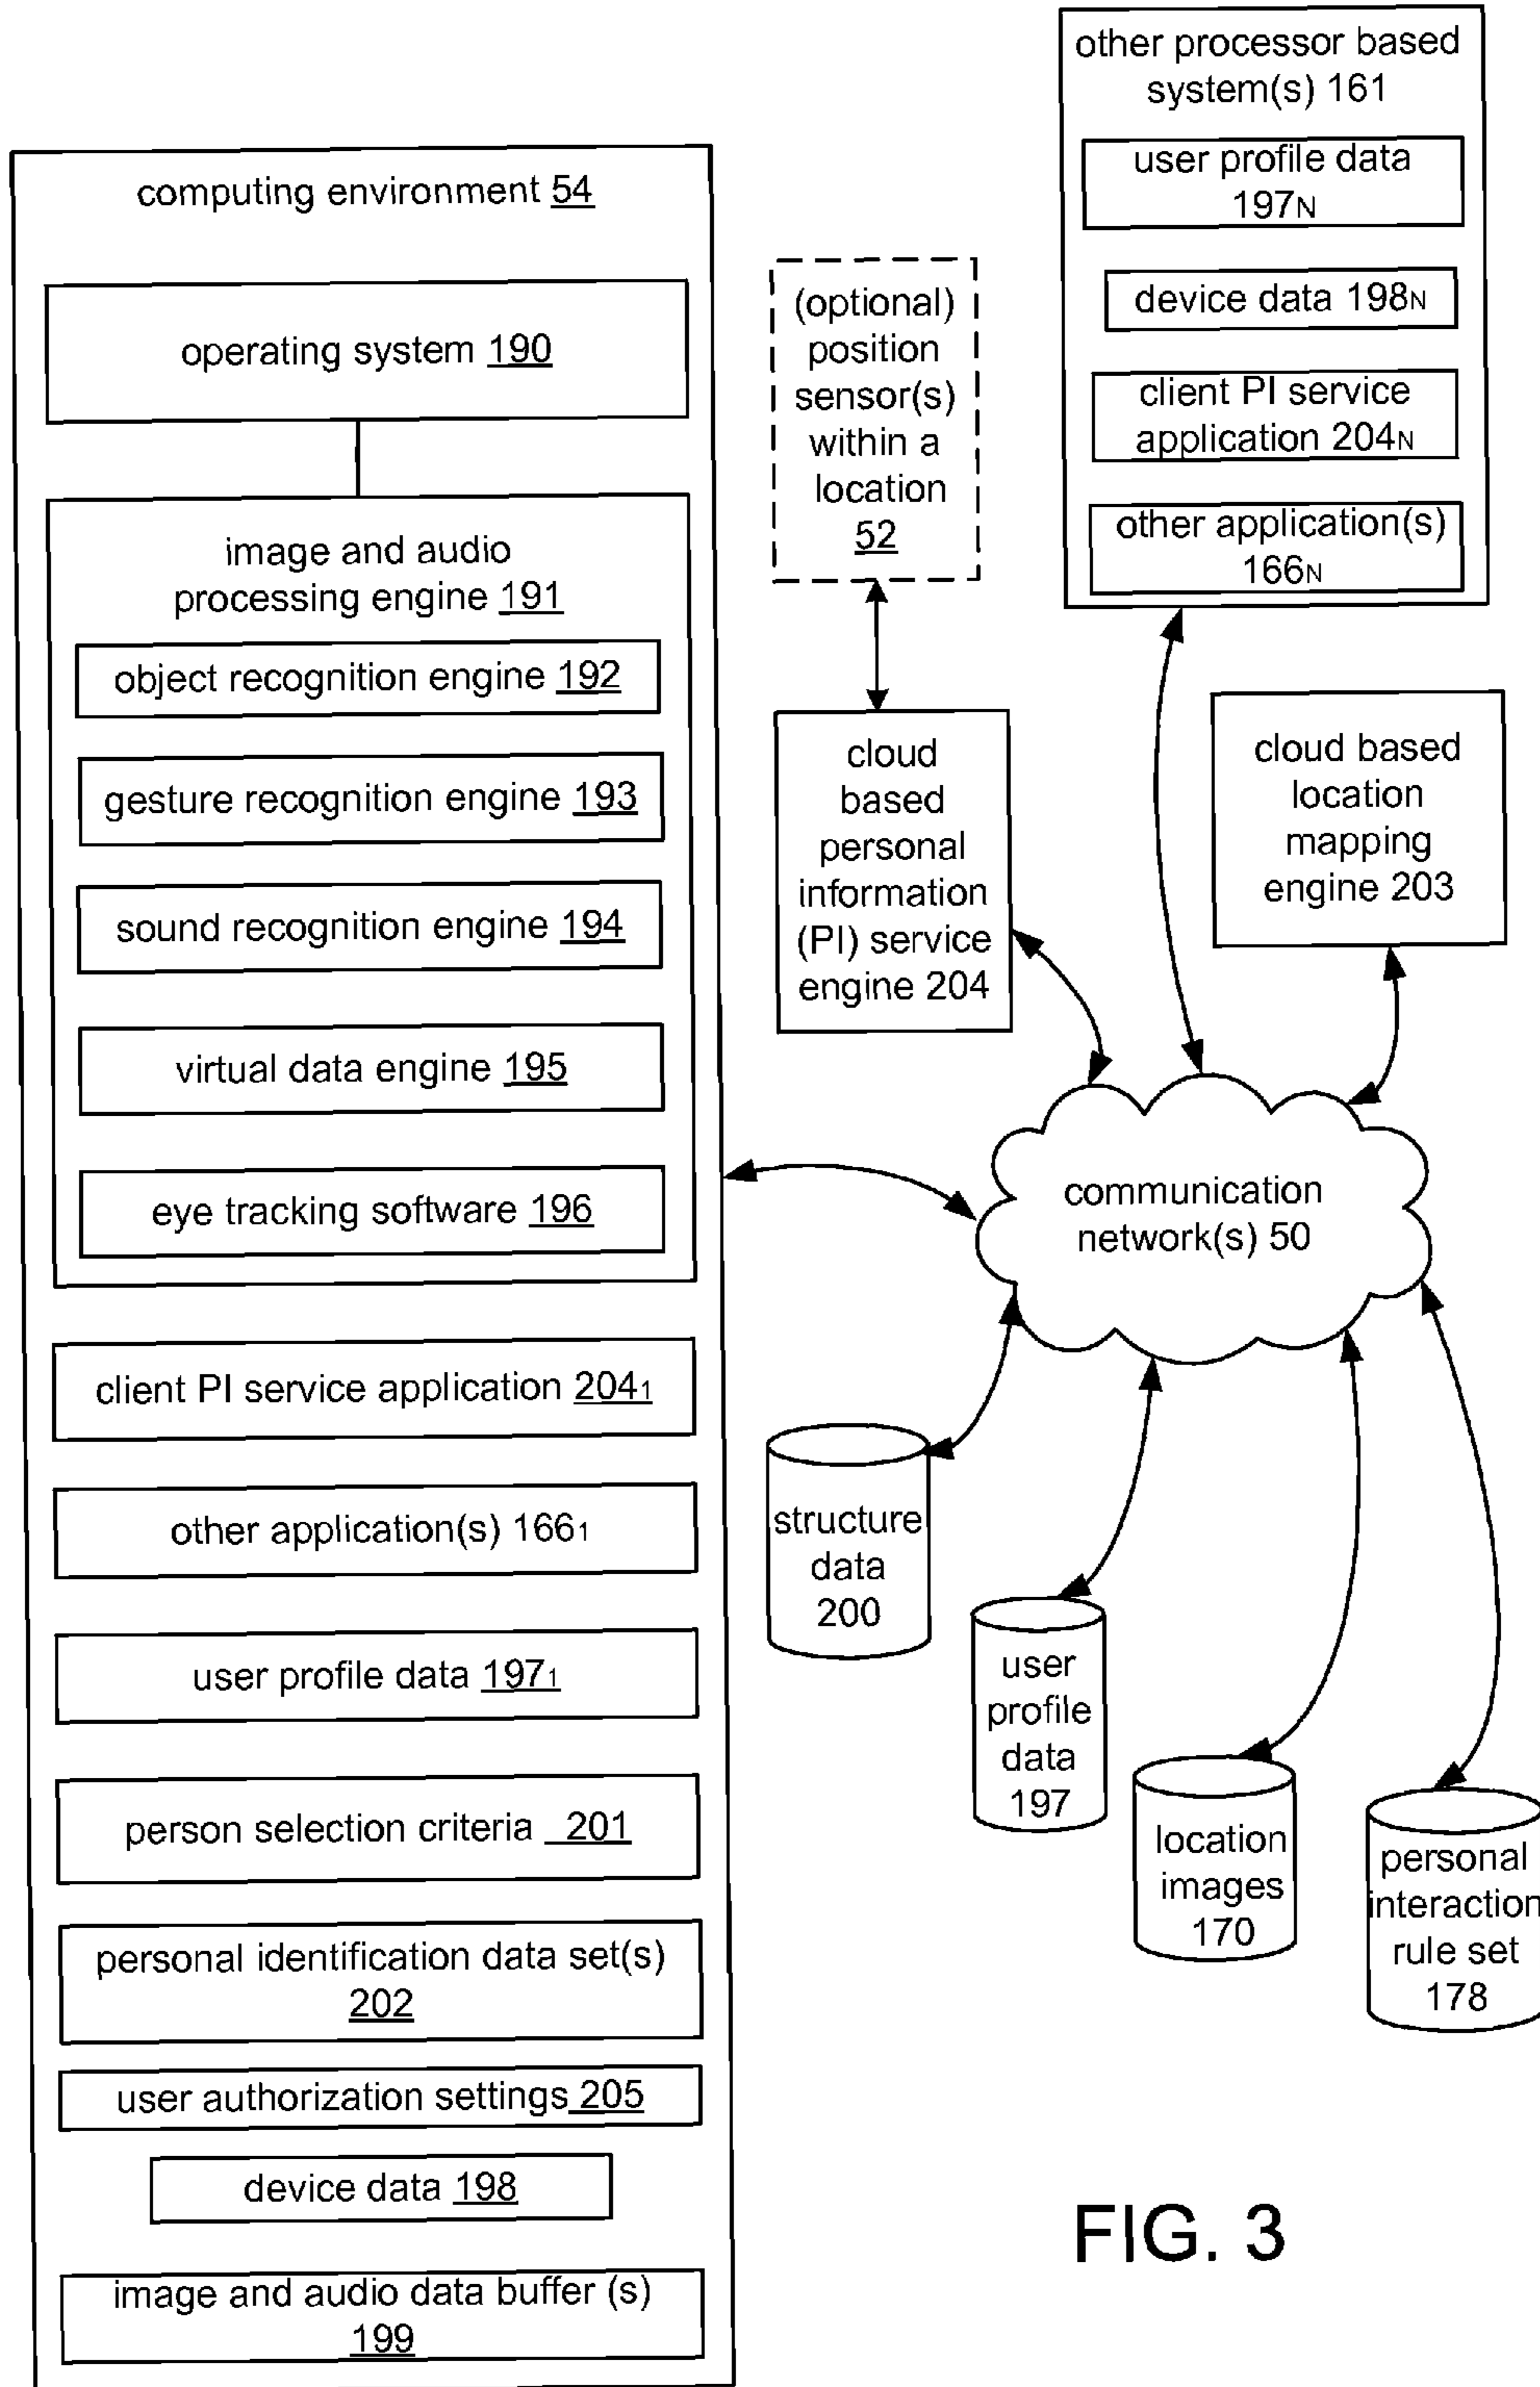 computing environment 54
operating system 190
image and audio
processing engine 191
object recognition engine 192
gesture recognition engine 193
sound recognition engine 194
virtual data engine 195
eye tracking software 196
client PI service application 204₁
other application(s) 166₁
user profile data 197₁
person selection criteria 201
personal identification data set(s)
202
user authorization settings 205
device data 198
image and audio data buffer (s)
199
(optional)
position
sensor(s)
within a
location
52
cloud
based
personal
information
(PI) service
engine 204
other processor based
system(s) 161
user profile data
197N
device data 198N
client PI service
application 204N
other application(s)
166N
cloud based
location
mapping
engine 203
communication
network(s) 50
structure
data
200
user
profile
data
197
location
images
170
personal
interaction
rule set
178
FIG. 3